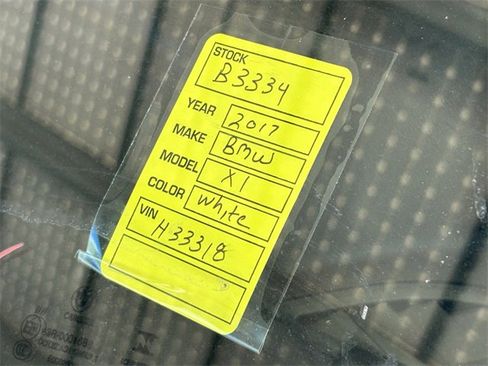 STOCK
B3334
YEAR 2017
MAKE BMW
MODEL X1
COLOR White
VIN H33318